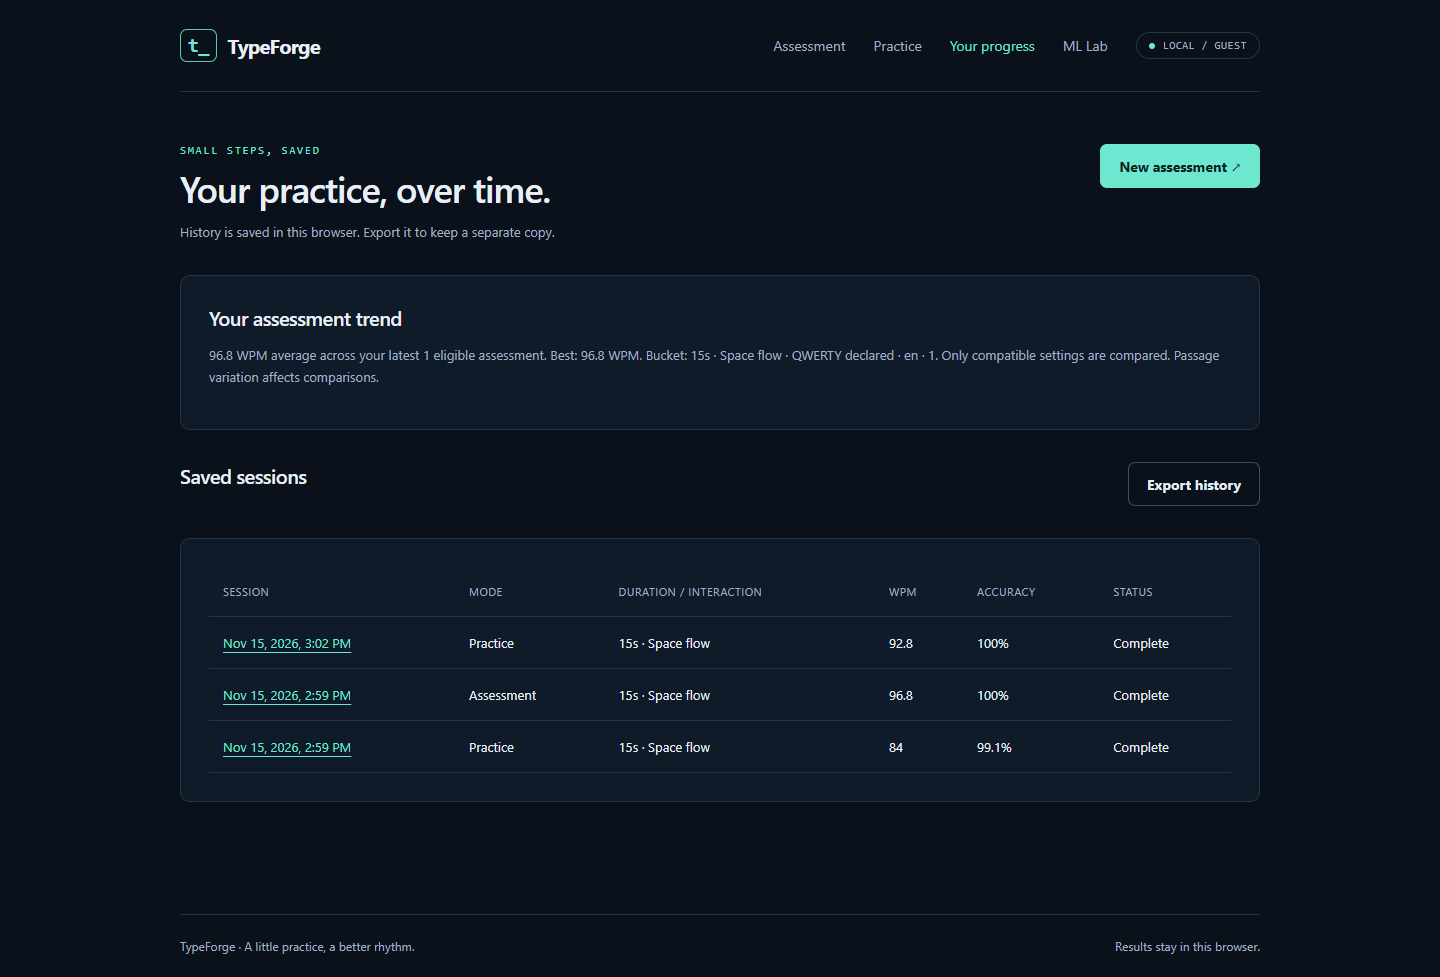 t_ TypeForge Assessment Practice Your progress ML Lab LOCAL / GUEST
SMALL STEPS, SAVED
New assessment ↗
Your practice, over time.
History is saved in this browser. Export it to keep a separate copy.
Your assessment trend
96.8 WPM average across your latest 1 eligible assessment. Best: 96.8 WPM. Bucket: 15s · Space flow · QWERTY declared · en · 1. Only compatible settings are compared. Passage
variation affects comparisons.
Saved sessions
Export history
SESSION MODE DURATION / INTERACTION WPM ACCURACY STATUS
Nov 15, 2026, 3:02 PM Practice 15s · Space flow 92.8 100% Complete
Nov 15, 2026, 2:59 PM Assessment 15s · Space flow 96.8 100% Complete
Nov 15, 2026, 2:59 PM Practice 15s · Space flow 84 99.1% Complete
TypeForge · A little practice, a better rhythm. Results stay in this browser.